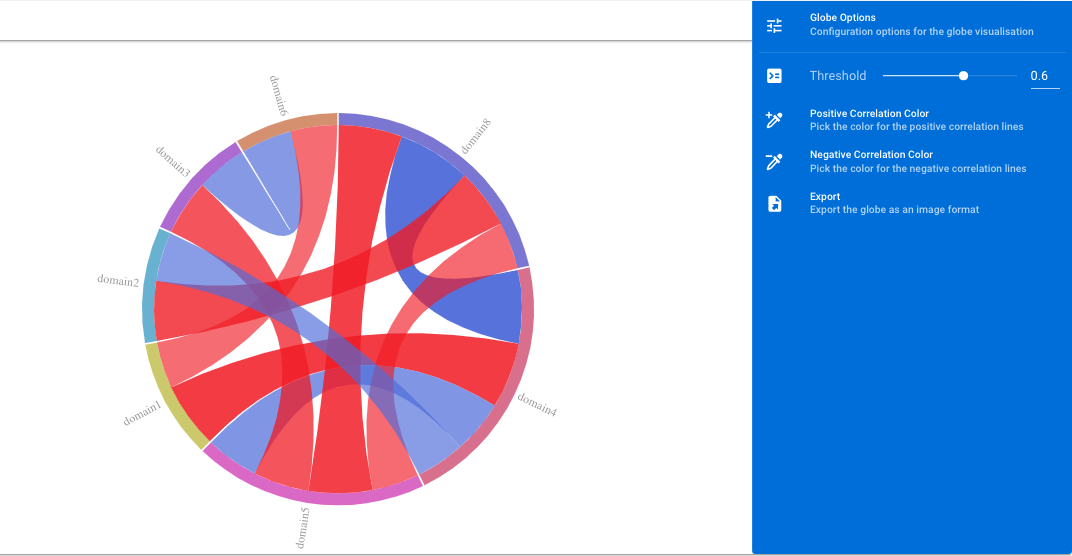 Globe Options
Configuration options for the globe visualisation
Threshold 0.6
Positive Correlation Color
Pick the color for the positive correlation lines
Negative Correlation Color
Pick the color for the negative correlation lines
Export
Export the globe as an image format
domain6
domain8
domain3
domain2
domain1
domain4
domain5